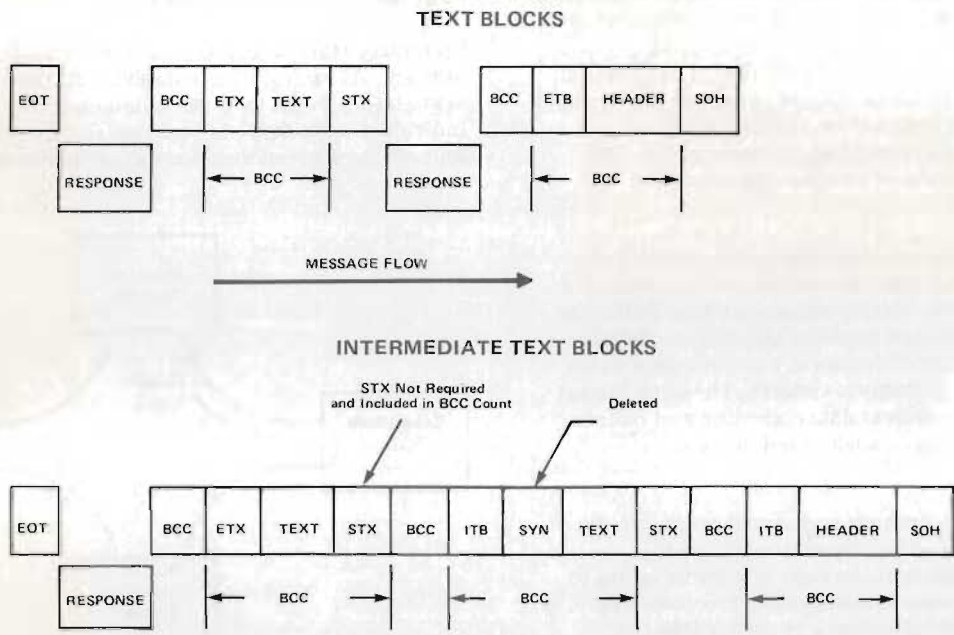 TEXT BLOCKS
EOT BCC ETX TEXT STX BCC ETB HEADER SOH
RESPONSE BCC RESPONSE BCC
MESSAGE FLOW
INTERMEDIATE TEXT BLOCKS
STX Not Required
and Included in BCC Count
Deleted
EOT BCC ETX TEXT STX BCC ITB SYN TEXT STX BCC ITB HEADER SOH
RESPONSE BCC BCC BCC